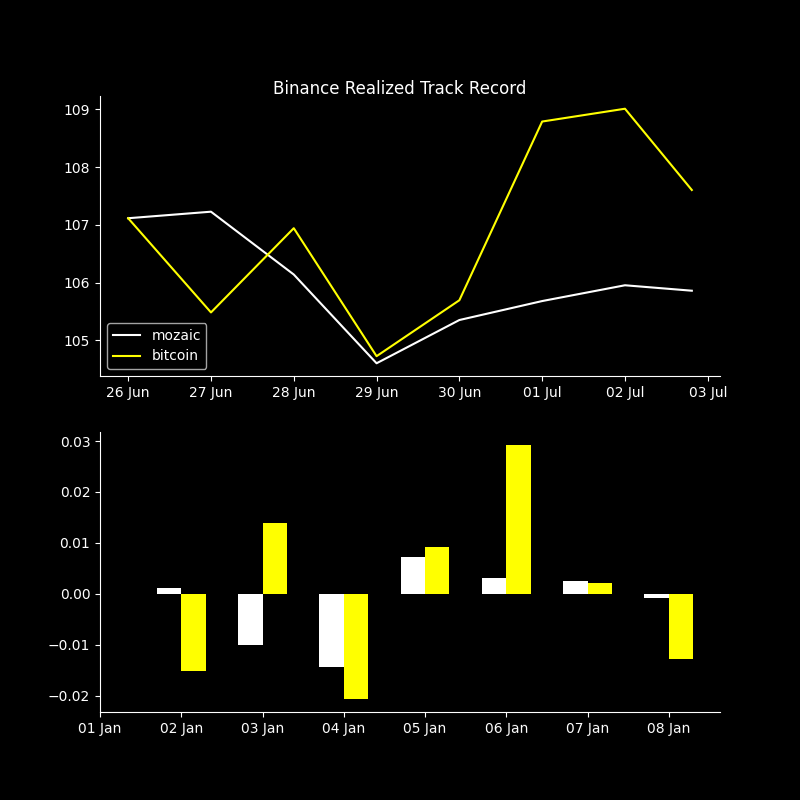 Binance Realized Track Record
109
108
107
106
105
mozaic
bitcoin
26 Jun 27 Jun 28 Jun 29 Jun 30 Jun 01 Jul 02 Jul 03 Jul
0.03
0.02
0.01
0.00
−0.01
−0.02
01 Jan 02 Jan 03 Jan 04 Jan 05 Jan 06 Jan 07 Jan 08 Jan